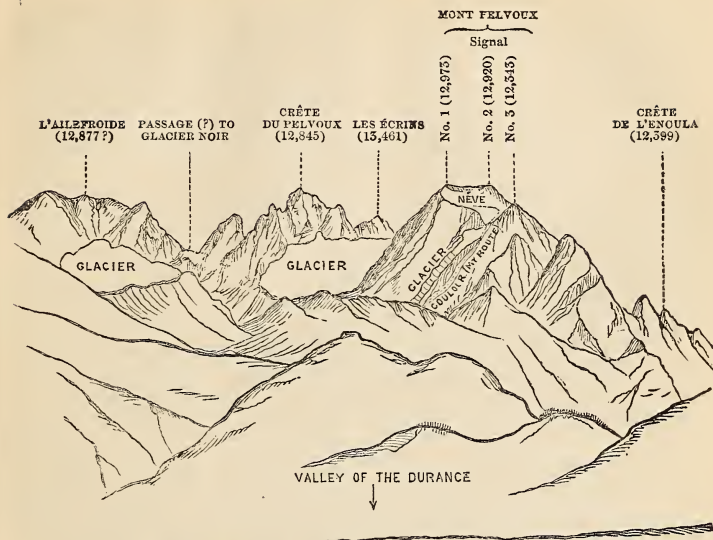 MONT PELVOUX
Signal
No. 1 (12,973)
No. 2 (12,920)
No. 3 (12,343)
L'AILEFROIDE
(12,877?)
PASSAGE (?) TO
GLACIER NOIR
CRÊTE
DU PELVOUX
(12,845)
LES ÉCRINS
(13,461)
CRÊTE
DE L'ENOULA
(12,399)
NÉVÉ
GLACIER
GLACIER
GLACIER
COULOIR (MY ROUTE)
VALLEY OF THE DURANCE